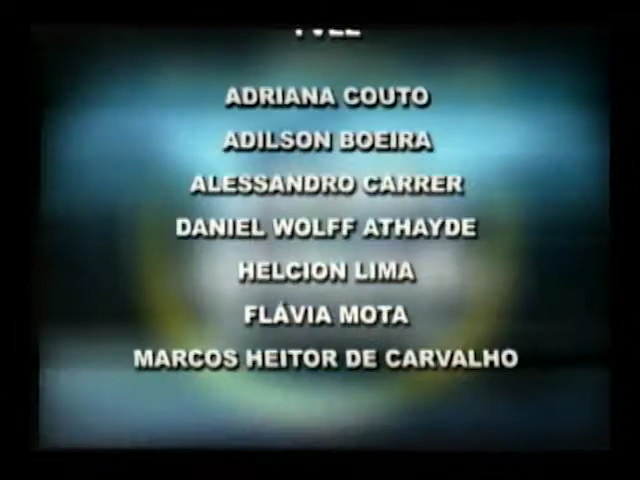 ADRIANA COUTO
ADILSON BOEIRA
ALESSANDRO CARRER
DANIEL WOLFF ATHAYDE
HELCION LIMA
FLÁVIA MOTA
MARCOS HEITOR DE CARVALHO